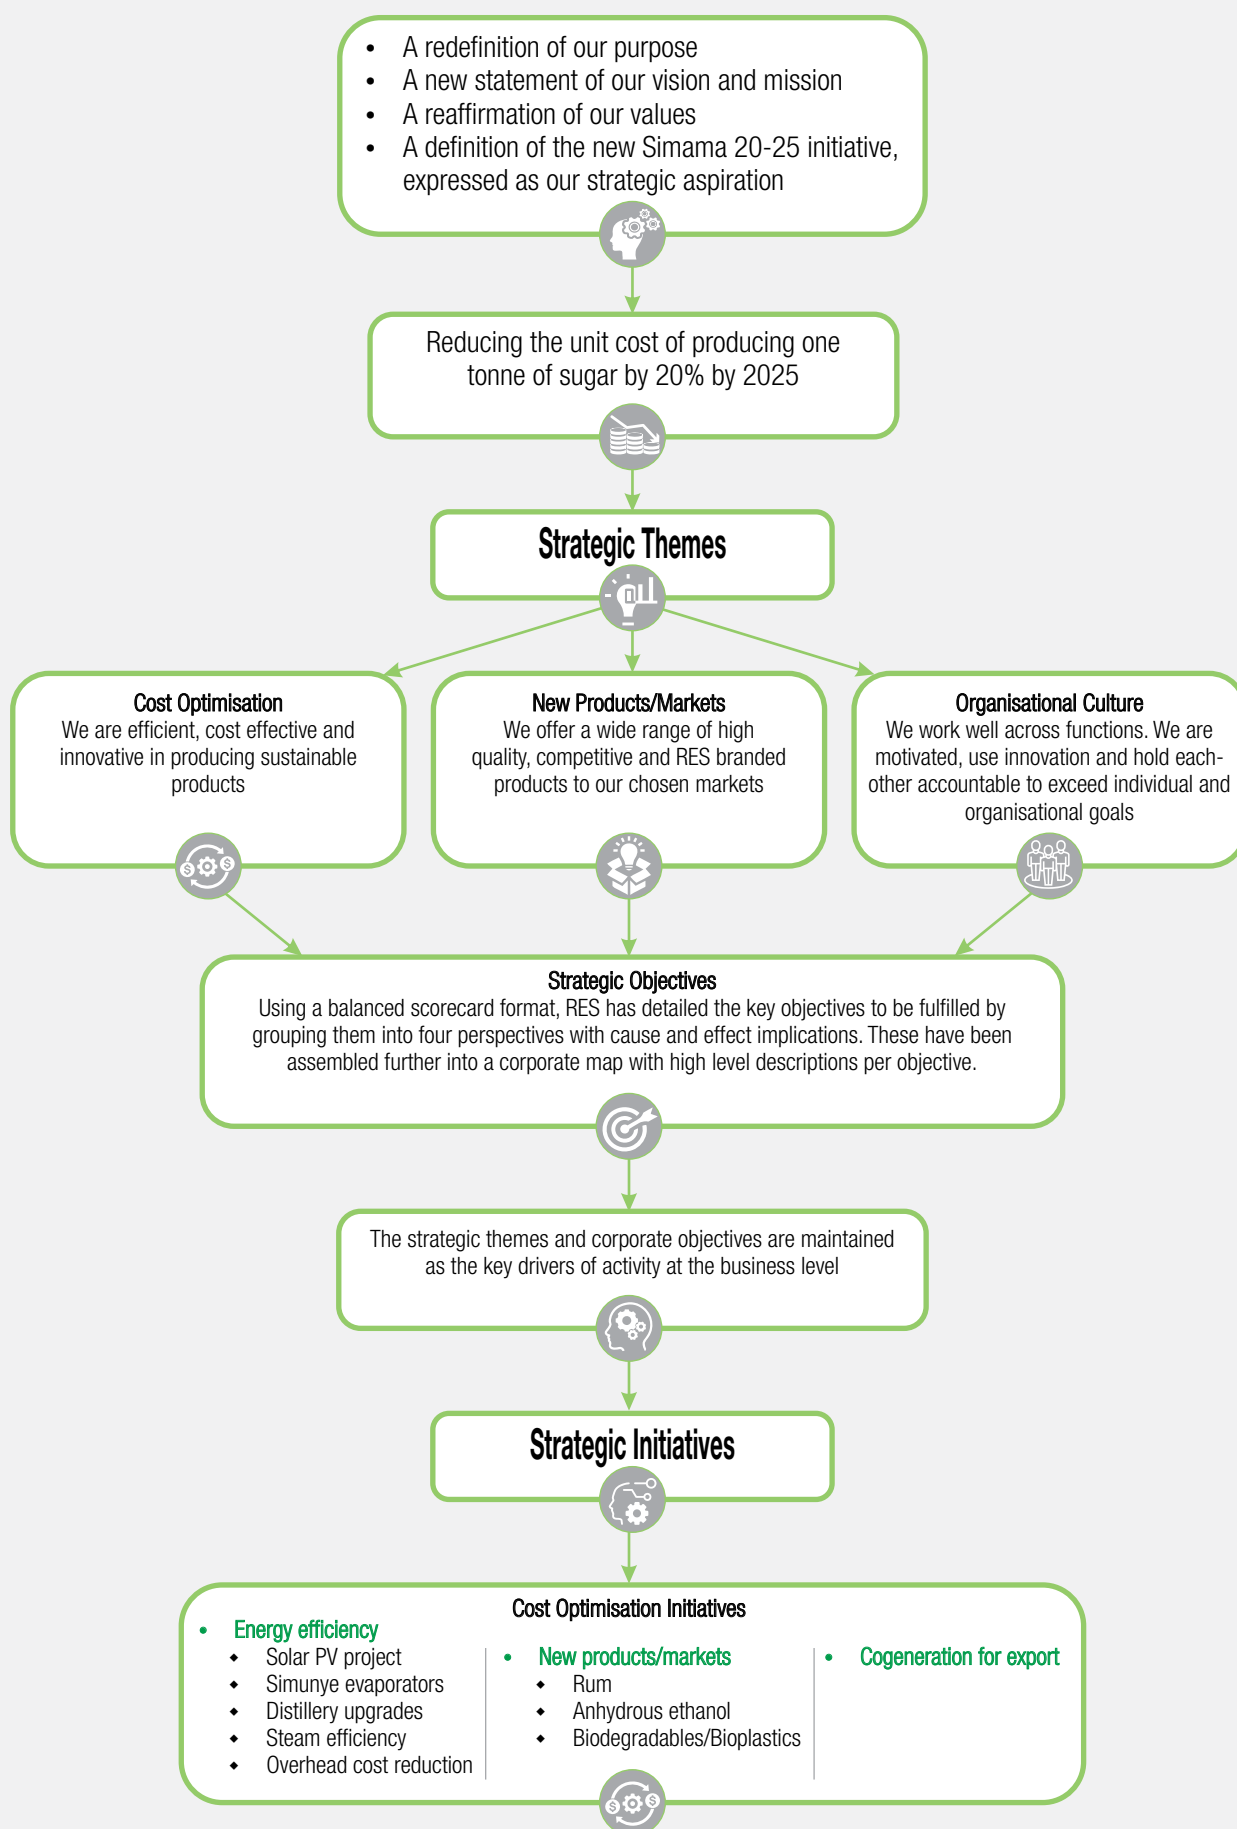 • A redefinition of our purpose
• A new statement of our vision and mission
• A reaffirmation of our values
• A definition of the new Simama 20-25 initiative,
expressed as our strategic aspiration
Reducing the unit cost of producing one
tonne of sugar by 20% by 2025
Strategic Themes
Cost Optimisation
We are efficient, cost effective and
innovative in producing sustainable
products
New Products/Markets
We offer a wide range of high
quality, competitive and RES branded
products to our chosen markets
Organisational Culture
We work well across functions. We are
motivated, use innovation and hold each-
other accountable to exceed individual and
organisational goals
Strategic Objectives
Using a balanced scorecard format, RES has detailed the key objectives to be fulfilled by
grouping them into four perspectives with cause and effect implications. These have been
assembled further into a corporate map with high level descriptions per objective.
The strategic themes and corporate objectives are maintained
as the key drivers of activity at the business level
Strategic Initiatives
Cost Optimisation Initiatives
• Energy efficiency
◆ Solar PV project
◆ Simunye evaporators
◆ Distillery upgrades
◆ Steam efficiency
◆ Overhead cost reduction
• New products/markets
◆ Rum
◆ Anhydrous ethanol
◆ Biodegradables/Bioplastics
• Cogeneration for export